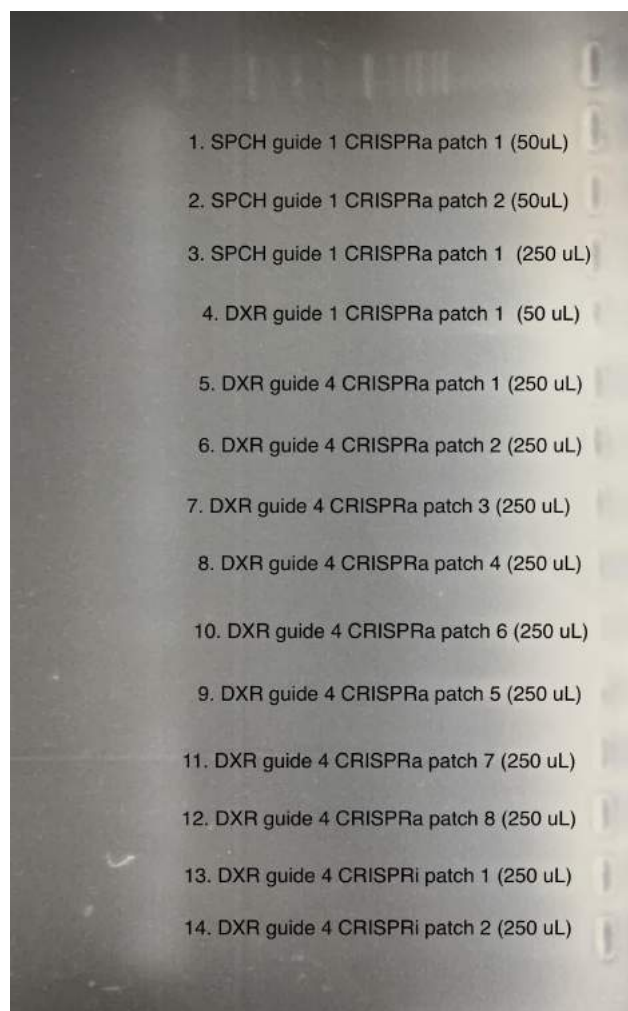 1. SPCH guide 1 CRISPRa patch 1 (50uL)
2. SPCH guide 1 CRISPRa patch 2 (50uL)
3. SPCH guide 1 CRISPRa patch 1 (250 uL)
4. DXR guide 1 CRISPRa patch 1 (50 uL)
5. DXR guide 4 CRISPRa patch 1 (250 uL)
6. DXR guide 4 CRISPRa patch 2 (250 uL)
7. DXR guide 4 CRISPRa patch 3 (250 uL)
8. DXR guide 4 CRISPRa patch 4 (250 uL)
10. DXR guide 4 CRISPRa patch 6 (250 uL)
9. DXR guide 4 CRISPRa patch 5 (250 uL)
11. DXR guide 4 CRISPRa patch 7 (250 uL)
12. DXR guide 4 CRISPRa patch 8 (250 uL)
13. DXR guide 4 CRISPRi patch 1 (250 uL)
14. DXR guide 4 CRISPRi patch 2 (250 uL)